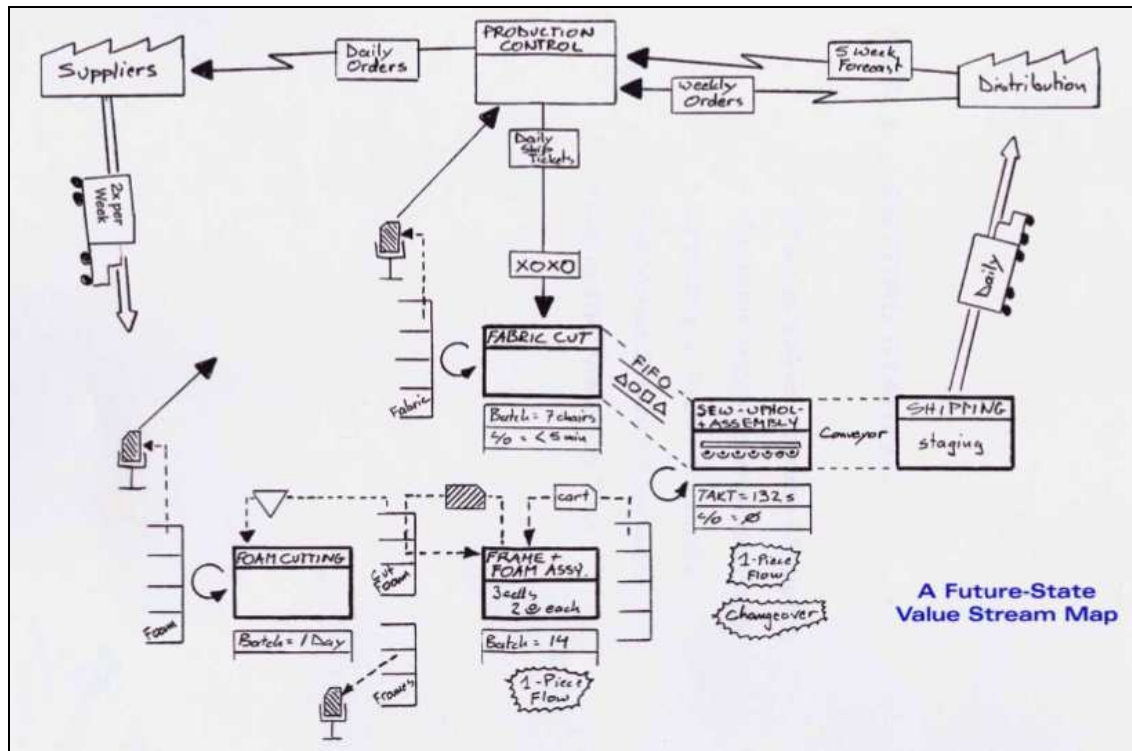 Suppliers
Daily
Orders
PRODUCTION
CONTROL
5 Week
Forecast
Weekly
Orders
Distribution
Daily
Ship
Tickets
2x per
Week
XOXO
Daily
Fabric
FABRIC CUT
Batch = 7 chairs
c/o = < 5 min
FIFO
SEW-UPHOL-
+ ASSEMBLY
TAKT = 132 s
c/o = Ø
1-Piece
Flow
Changeover
Conveyor
SHIPPING
staging
Foam
FOAM CUTTING
Batch = 1 Day
Cut
Foam
Frames
FRAME +
FOAM ASSY.
3 cells
2 @ each
Batch = 14
1-Piece
Flow
cart
A Future-State
Value Stream Map